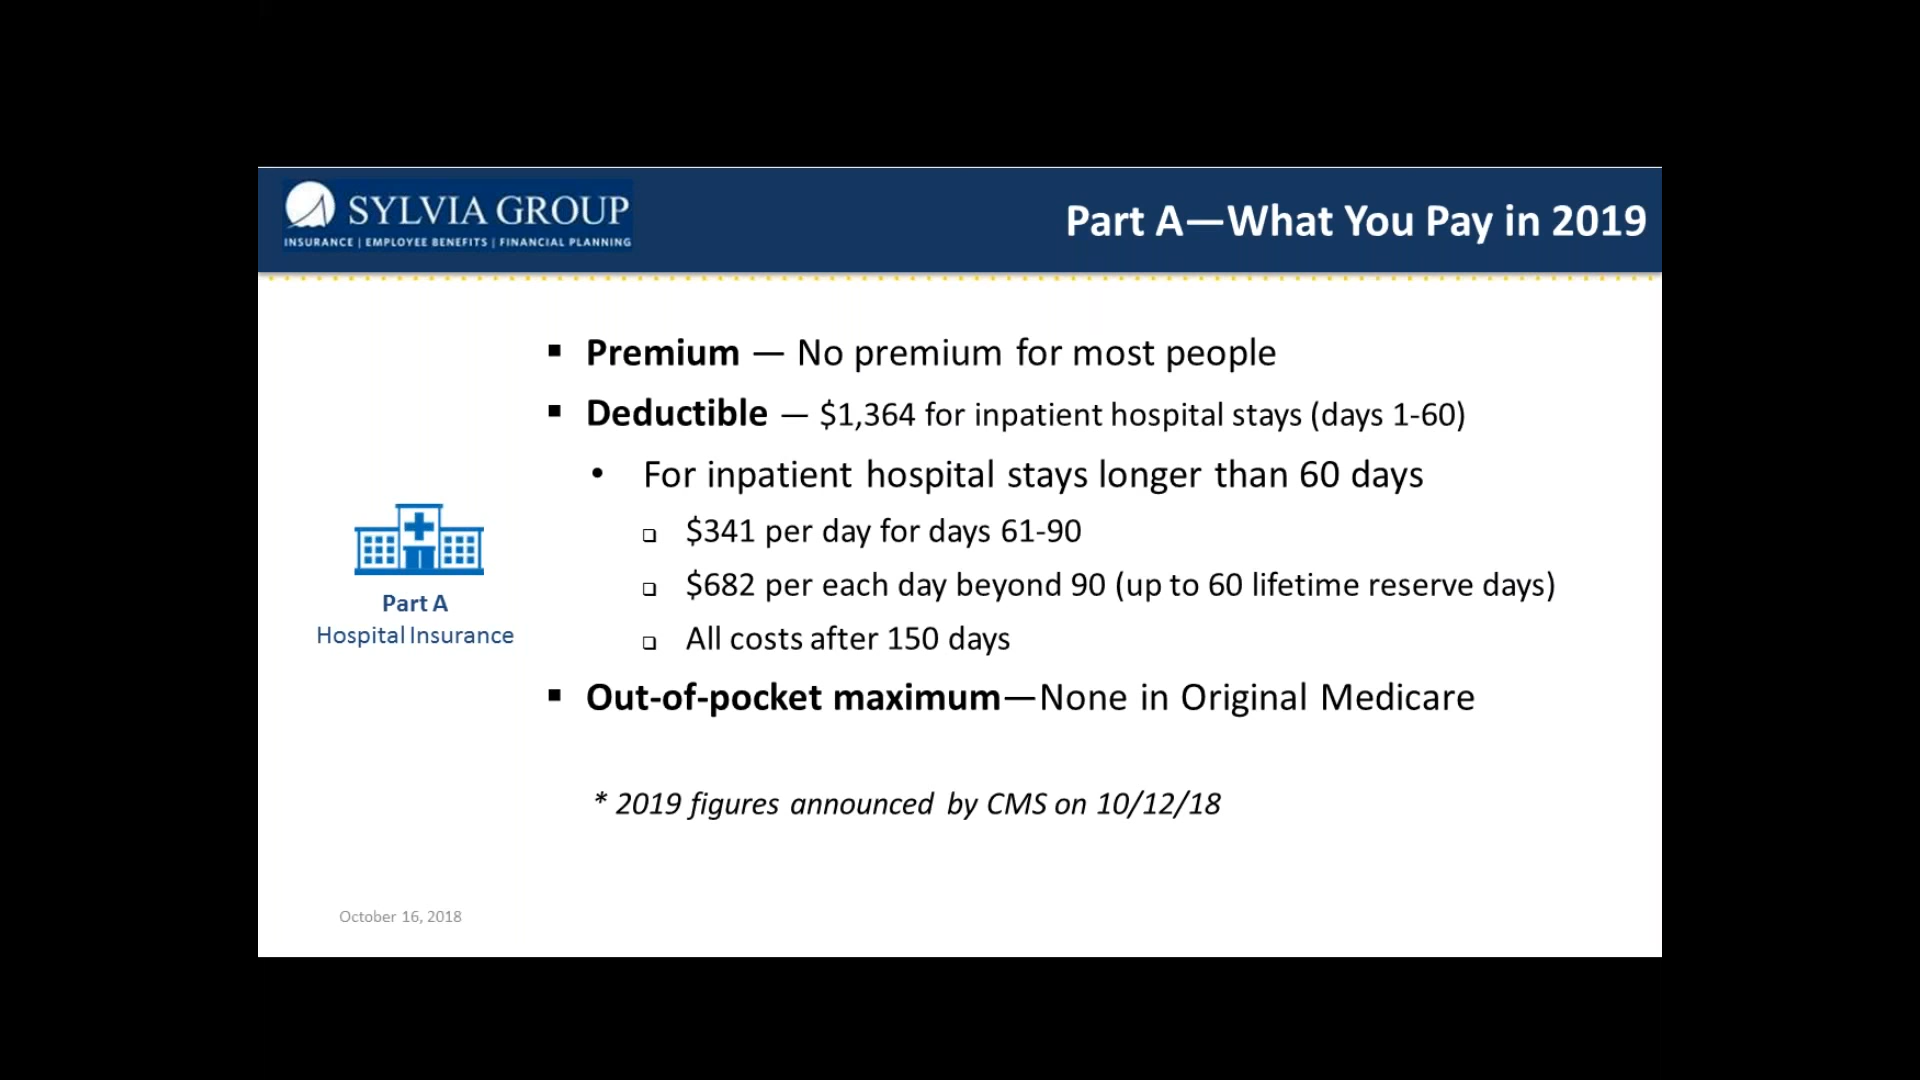 SYLVIA GROUP
INSURANCE | EMPLOYEE BENEFITS | FINANCIAL PLANNING
Part A—What You Pay in 2019
▪ Premium — No premium for most people
▪ Deductible — $1,364 for inpatient hospital stays (days 1-60)
• For inpatient hospital stays longer than 60 days
❑ $341 per day for days 61-90
❑ $682 per each day beyond 90 (up to 60 lifetime reserve days)
❑ All costs after 150 days
▪ Out-of-pocket maximum—None in Original Medicare
* 2019 figures announced by CMS on 10/12/18
Part A
Hospital Insurance
October 16, 2018